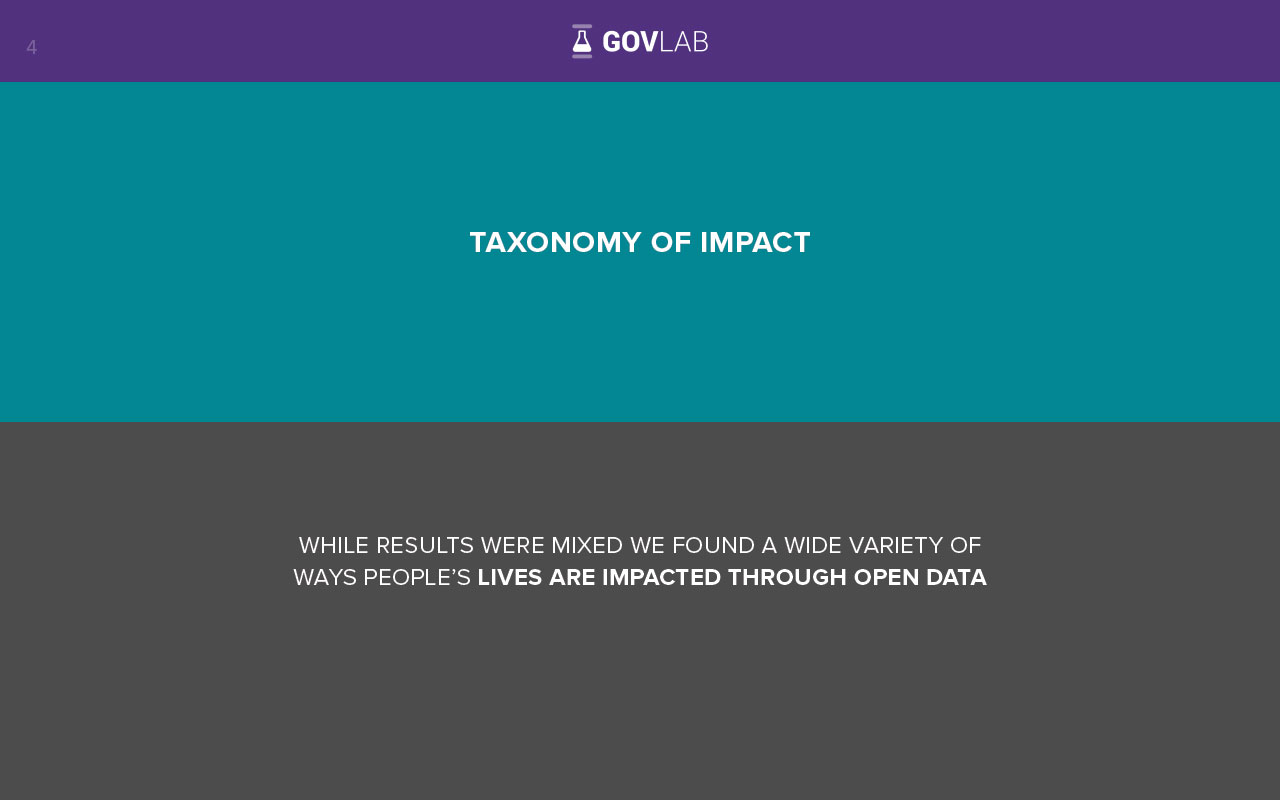 4
GOVLAB
TAXONOMY OF IMPACT
WHILE RESULTS WERE MIXED WE FOUND A WIDE VARIETY OF
WAYS PEOPLE’S LIVES ARE IMPACTED THROUGH OPEN DATA